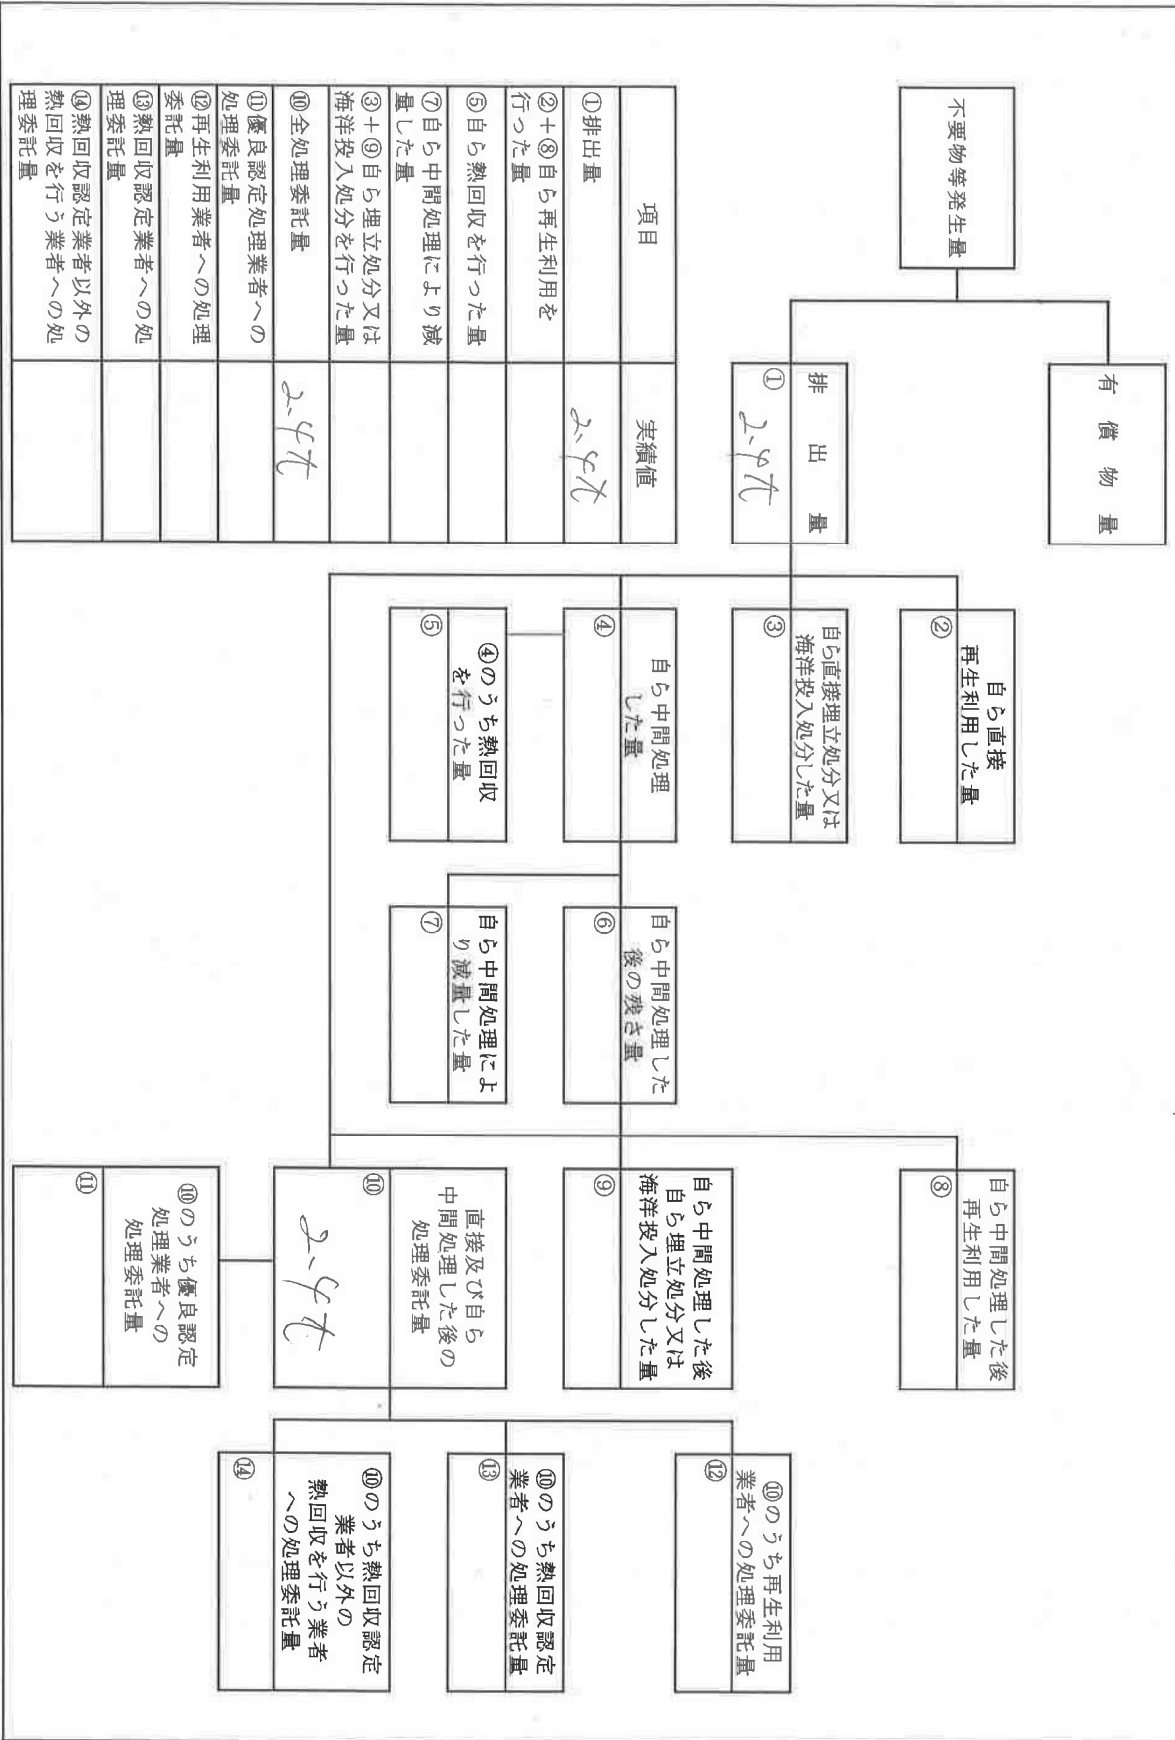 有償物量
不要物等発生量
排出量
①
2.4t
自ら直接
再生利用した量
②
自ら直接埋立処分又は
海洋投入処分した量
③
自ら中間処理
した量
④
④のうち熱回収
を行った量
⑤
自ら中間処理した
後の残さ量
⑥
自ら中間処理によ
り減量した量
⑦
自ら中間処理した後
再生利用した量
⑧
自ら中間処理した後
自ら埋立処分又は
海洋投入処分した量
⑨
直接及び自ら
中間処理した後の
処理委託量
⑩
2.4t
⑩のうち優良認定
処理業者への
処理委託量
⑪
⑩のうち再生利用
業者への処理委託量
⑫
⑩のうち熱回収認定
業者への処理委託量
⑬
⑩のうち熱回収認定
業者以外の
熱回収を行う業者
への処理委託量
⑭
項目 実績値
①排出量 2.4t
②+⑧自ら再生利用を
行った量
⑤自ら熱回収を行った量
⑦自ら中間処理により減
量した量
③+⑨自ら埋立処分又は
海洋投入処分を行った量
⑩全処理委託量 2.4t
⑪優良認定処理業者への
処理委託量
⑫再生利用業者への処理
委託量
⑬熱回収認定業者への処
理委託量
⑭熱回収認定業者以外の
熱回収を行う業者への処
理委託量